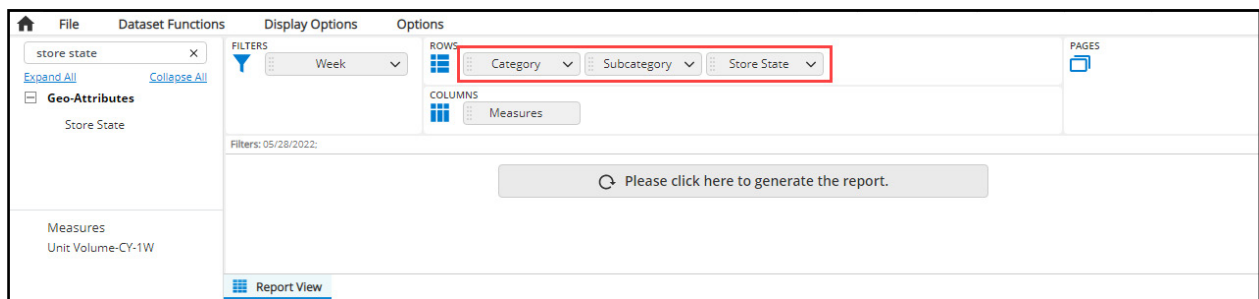 File Dataset Functions Display Options Options
store state ×
Expand All Collapse All
Geo-Attributes
Store State
Measures
Unit Volume-CY-1W
FILTERS
Week
ROWS
Category Subcategory Store State
COLUMNS
Measures
PAGES
Filters: 05/28/2022;
Please click here to generate the report.
Report View